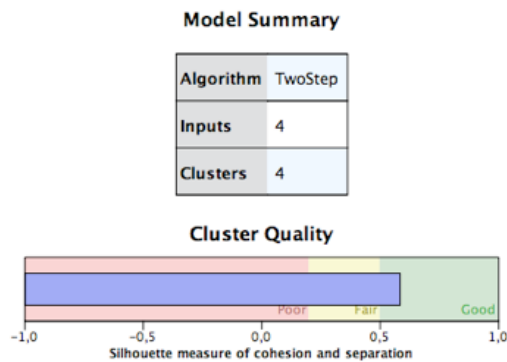 Model Summary
Algorithm TwoStep
Inputs 4
Clusters 4
Cluster Quality
Poor Fair Good
-1,0 -0,5 0,0 0,5 1,0
Silhouette measure of cohesion and separation